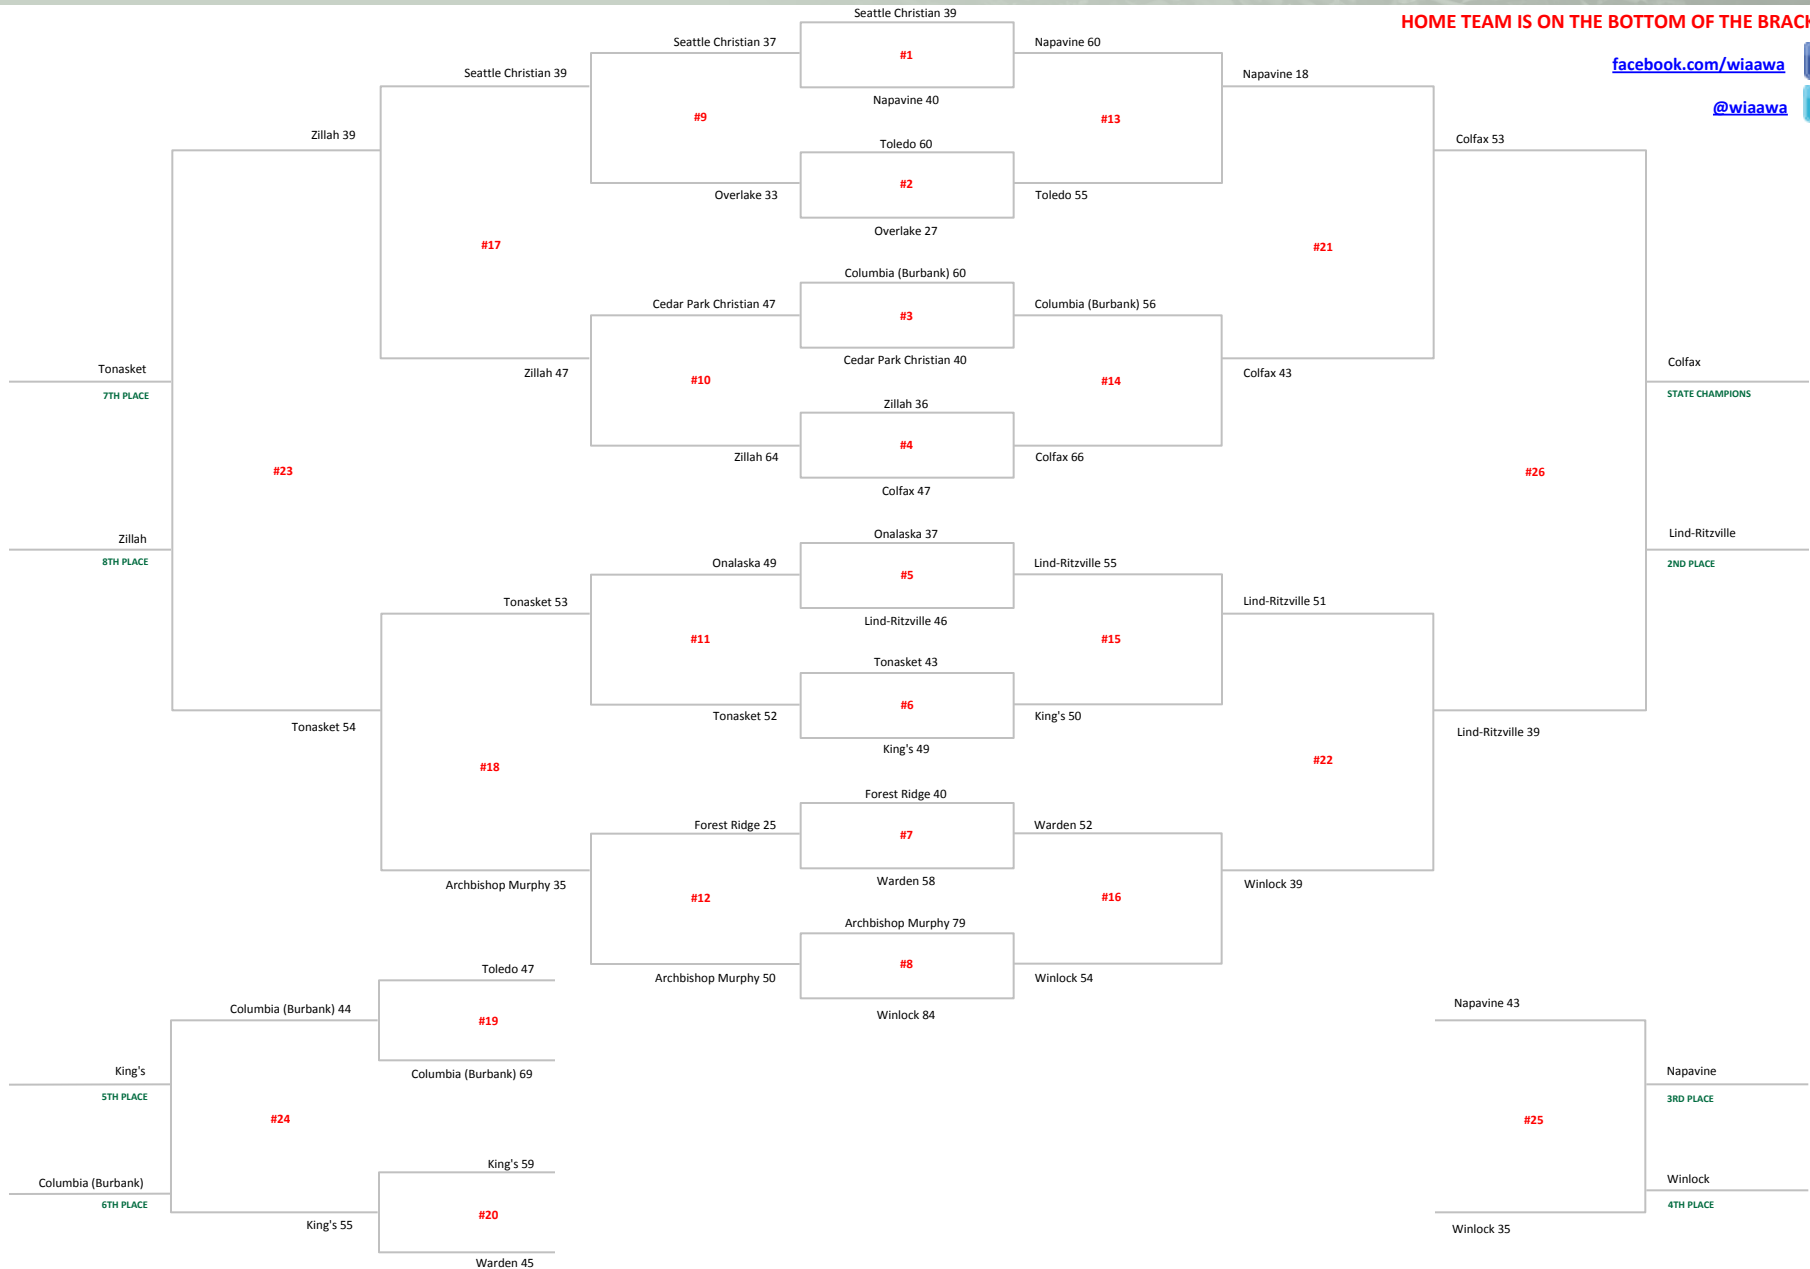 HOME TEAM IS ON THE BOTTOM OF THE BRACK
facebook.com/wiaawa
@wiaawa
Seattle Christian 39
#1
Napavine 40
Toledo 60
#2
Overlake 27
Columbia (Burbank) 60
#3
Cedar Park Christian 40
Zillah 36
#4
Colfax 47
Onalaska 37
#5
Lind-Ritzville 46
Tonasket 43
#6
King's 49
Forest Ridge 40
#7
Warden 58
Archbishop Murphy 79
#8
Winlock 84
Seattle Christian 37
#9
Overlake 33
Cedar Park Christian 47
#10
Zillah 64
Onalaska 49
#11
Tonasket 52
Forest Ridge 25
#12
Archbishop Murphy 50
Napavine 60
#13
Toledo 55
Columbia (Burbank) 56
#14
Colfax 66
Lind-Ritzville 55
#15
King's 50
Warden 52
#16
Winlock 54
Seattle Christian 39
#17
Zillah 47
Tonasket 53
#18
Archbishop Murphy 35
Toledo 47
#19
Columbia (Burbank) 69
King's 59
#20
Warden 45
Napavine 18
#21
Colfax 43
Lind-Ritzville 51
#22
Winlock 39
Zillah 39
#23
Tonasket 54
Tonasket
7TH PLACE
Zillah
8TH PLACE
Columbia (Burbank) 44
#24
King's 55
King's
5TH PLACE
Columbia (Burbank)
6TH PLACE
Napavine 43
#25
Winlock 35
Napavine
3RD PLACE
Winlock
4TH PLACE
Colfax 53
#26
Lind-Ritzville 39
Colfax
STATE CHAMPIONS
Lind-Ritzville
2ND PLACE